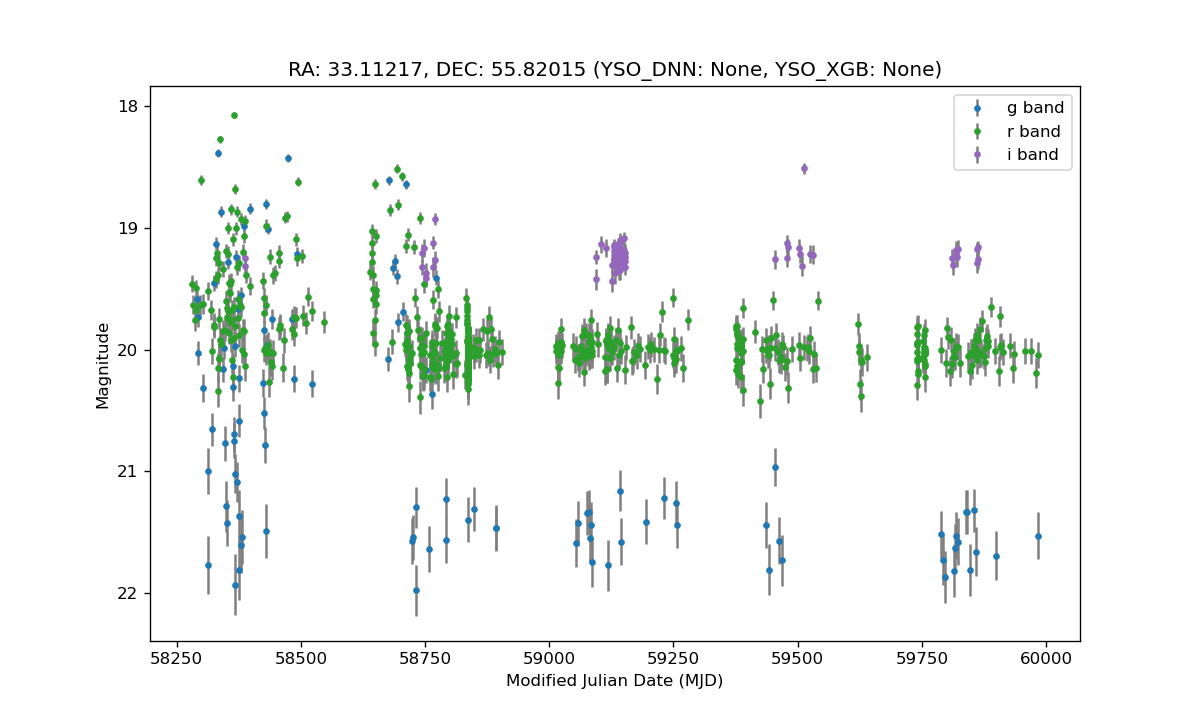 RA: 33.11217, DEC: 55.82015 (YSO_DNN: None, YSO_XGB: None)
g band
r band
i band
18
19
20
21
22
Magnitude
58250 58500 58750 59000 59250 59500 59750 60000
Modified Julian Date (MJD)